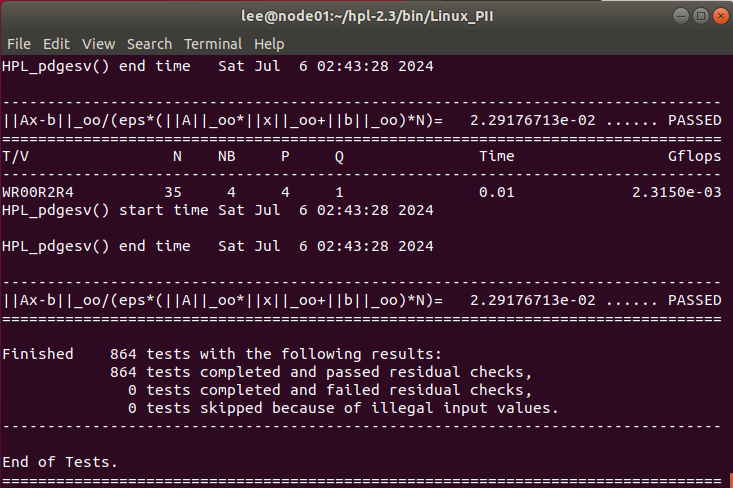 lee@node01:~/hpl-2.3/bin/Linux_PII
File Edit View Search Terminal Help
HPL_pdgesv() end time   Sat Jul  6 02:43:28 2024
--------------------------------------------------------------------------------
||Ax-b||_oo/(eps*(||A||_oo*||x||_oo+||b||_oo)*N)=   2.29176713e-02 ...... PASSED
================================================================================
T/V                N    NB     P     Q               Time                 Gflops
--------------------------------------------------------------------------------
WR00R2R4          35     4     4     1               0.01             2.3150e-03
HPL_pdgesv() start time Sat Jul  6 02:43:28 2024
HPL_pdgesv() end time   Sat Jul  6 02:43:28 2024
--------------------------------------------------------------------------------
||Ax-b||_oo/(eps*(||A||_oo*||x||_oo+||b||_oo)*N)=   2.29176713e-02 ...... PASSED
================================================================================
Finished    864 tests with the following results:
            864 tests completed and passed residual checks,
              0 tests completed and failed residual checks,
              0 tests skipped because of illegal input values.
--------------------------------------------------------------------------------
End of Tests.
================================================================================